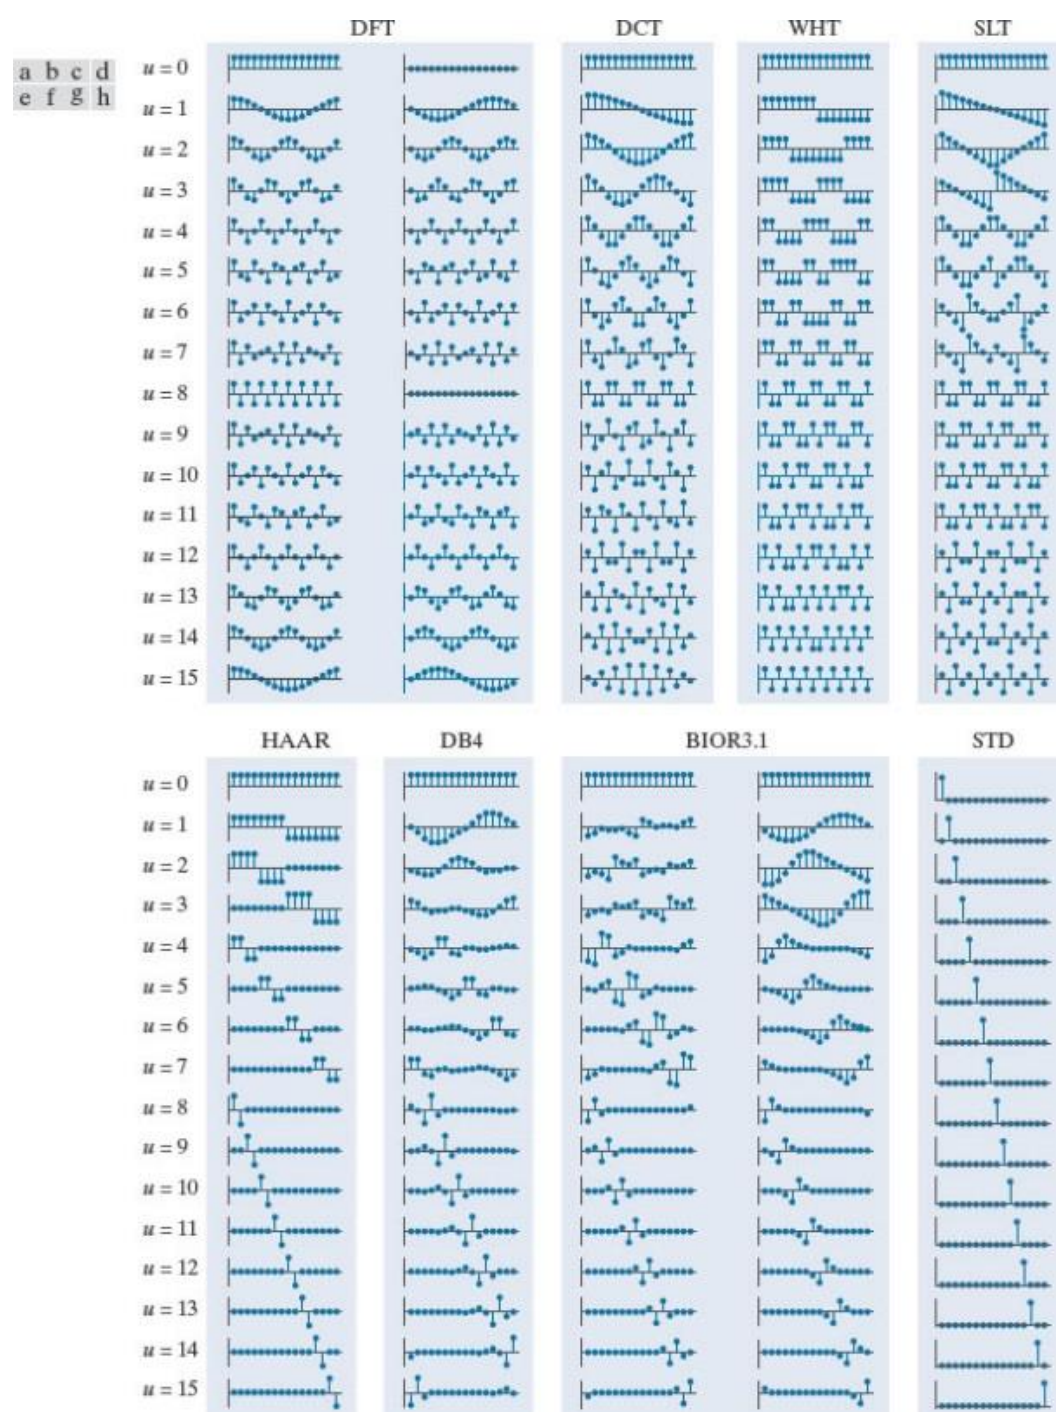 DFT DCT WHT SLT
a b c d
e f g h
u = 0
u = 1
u = 2
u = 3
u = 4
u = 5
u = 6
u = 7
u = 8
u = 9
u = 10
u = 11
u = 12
u = 13
u = 14
u = 15
HAAR DB4 BIOR3.1 STD
u = 0
u = 1
u = 2
u = 3
u = 4
u = 5
u = 6
u = 7
u = 8
u = 9
u = 10
u = 11
u = 12
u = 13
u = 14
u = 15